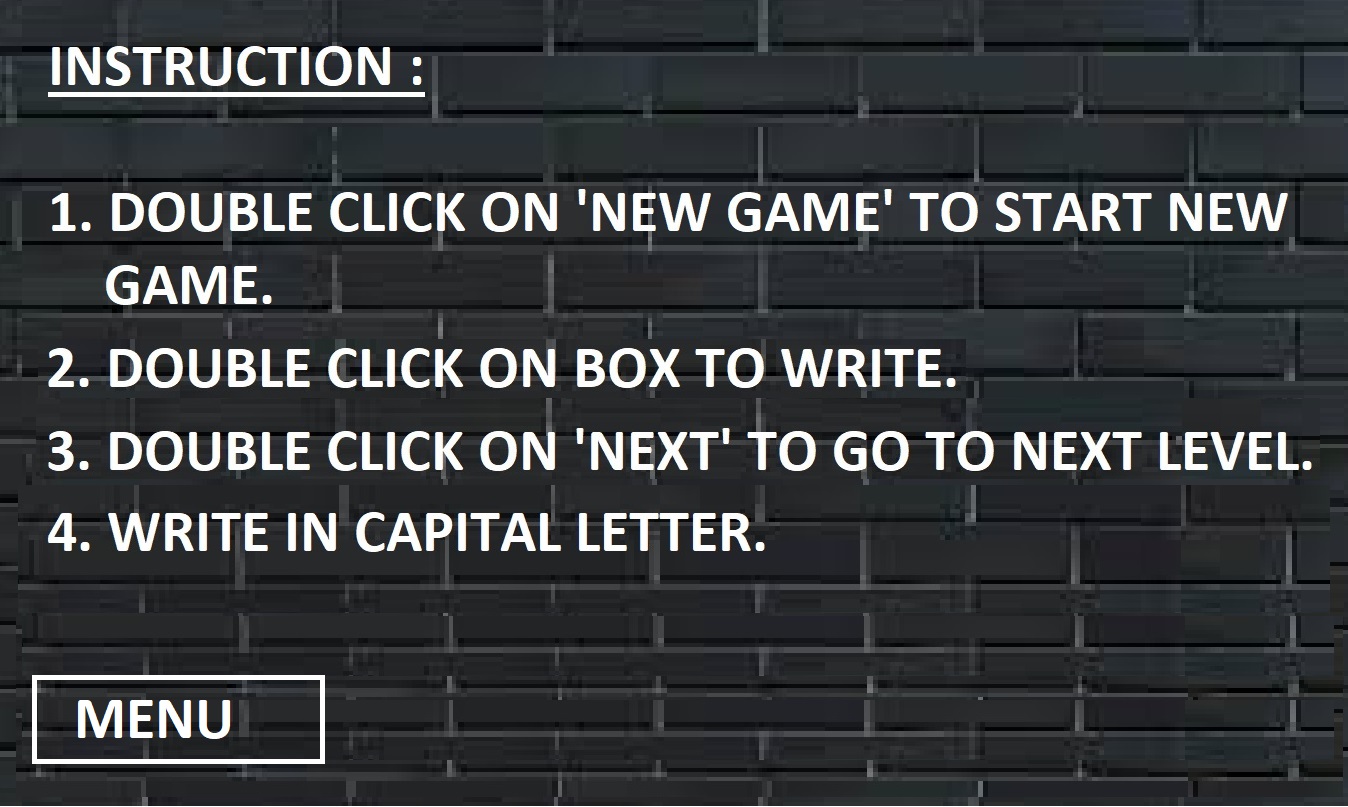 INSTRUCTION :
1. DOUBLE CLICK ON 'NEW GAME' TO START NEW
GAME.
2. DOUBLE CLICK ON BOX TO WRITE.
3. DOUBLE CLICK ON 'NEXT' TO GO TO NEXT LEVEL.
4. WRITE IN CAPITAL LETTER.
MENU